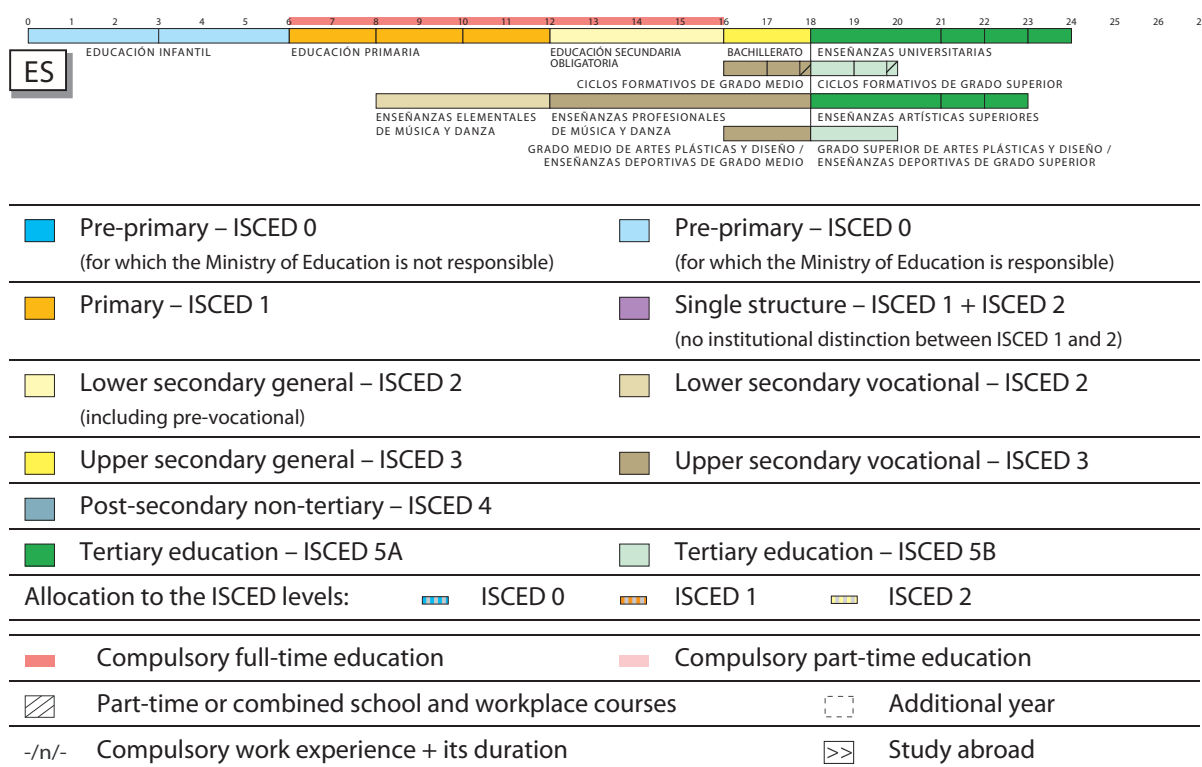 0 1 2 3 4 5 6 7 8 9 10 11 12 13 14 15 16 17 18 19 20 21 22 23 24 25 26 2
ES
EDUCACIÓN INFANTIL EDUCACIÓN PRIMARIA EDUCACIÓN SECUNDARIA BACHILLERATO ENSEÑANZAS UNIVERSITARIAS
OBLIGATORIA
CICLOS FORMATIVOS DE GRADO MEDIO CICLOS FORMATIVOS DE GRADO SUPERIOR
ENSEÑANZAS ELEMENTALES ENSEÑANZAS PROFESIONALES ENSEÑANZAS ARTÍSTICAS SUPERIORES
DE MÚSICA Y DANZA DE MÚSICA Y DANZA
GRADO MEDIO DE ARTES PLÁSTICAS Y DISEÑO / GRADO SUPERIOR DE ARTES PLÁSTICAS Y DISEÑO /
ENSEÑANZAS DEPORTIVAS DE GRADO MEDIO ENSEÑANZAS DEPORTIVAS DE GRADO SUPERIOR
Pre-primary – ISCED 0 Pre-primary – ISCED 0
(for which the Ministry of Education is not responsible) (for which the Ministry of Education is responsible)
Primary – ISCED 1 Single structure – ISCED 1 + ISCED 2
(no institutional distinction between ISCED 1 and 2)
Lower secondary general – ISCED 2 Lower secondary vocational – ISCED 2
(including pre-vocational)
Upper secondary general – ISCED 3 Upper secondary vocational – ISCED 3
Post-secondary non-tertiary – ISCED 4
Tertiary education – ISCED 5A Tertiary education – ISCED 5B
Allocation to the ISCED levels: ISCED 0 ISCED 1 ISCED 2
Compulsory full-time education Compulsory part-time education
Part-time or combined school and workplace courses Additional year
-/n/- Compulsory work experience + its duration >> Study abroad